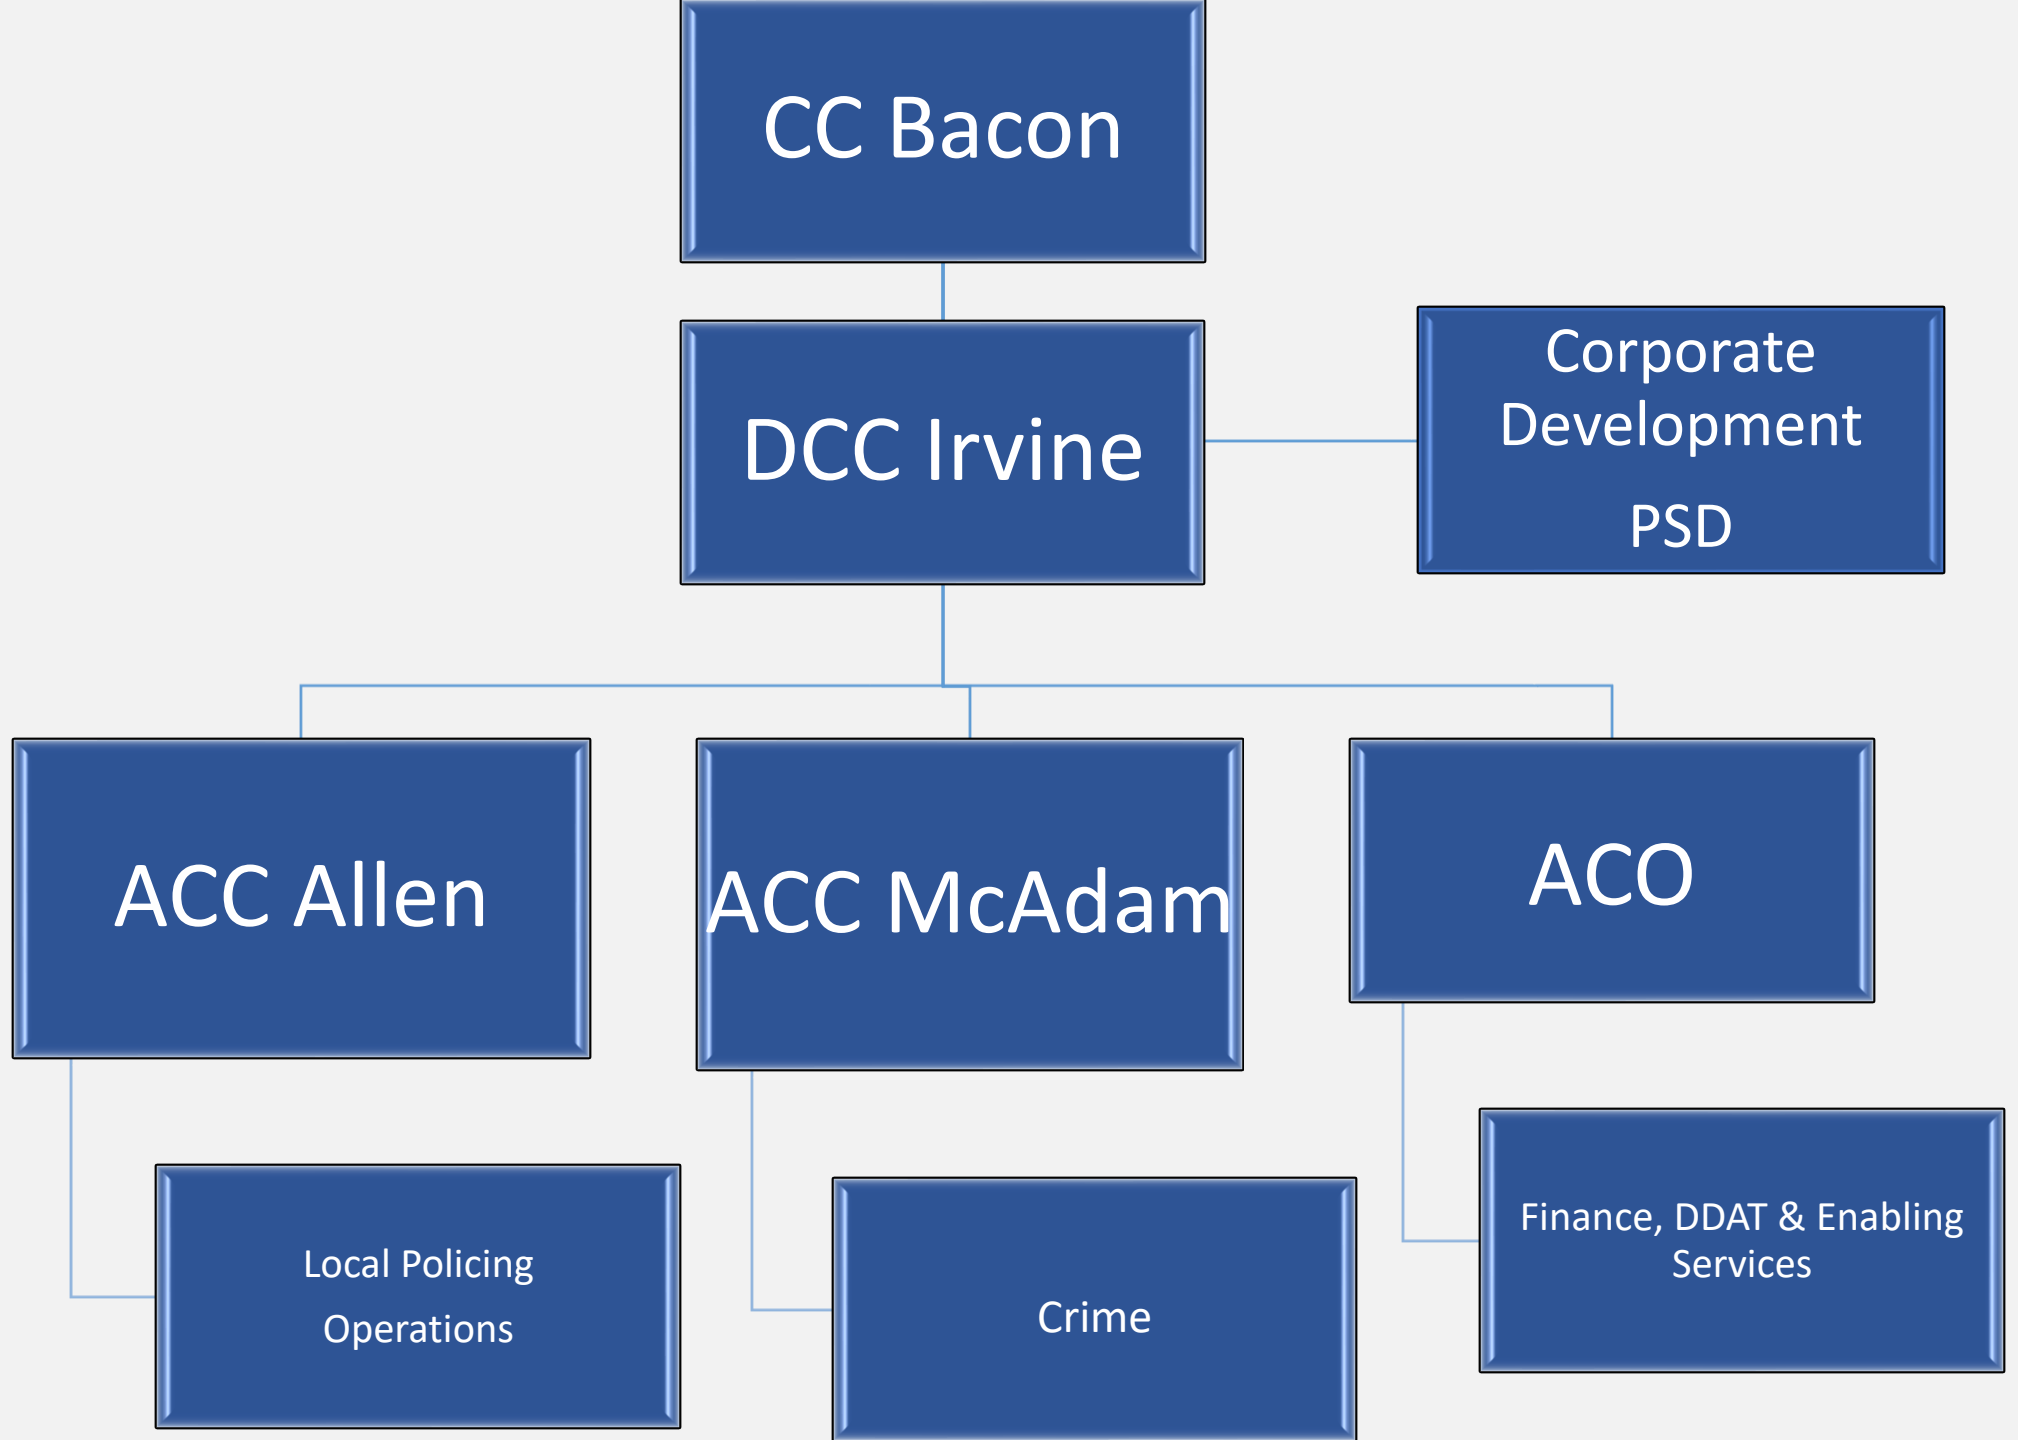 CC Bacon
DCC Irvine
Corporate
Development
PSD
ACC Allen
ACC McAdam
ACO
Local Policing
Operations
Crime
Finance, DDAT & Enabling
Services